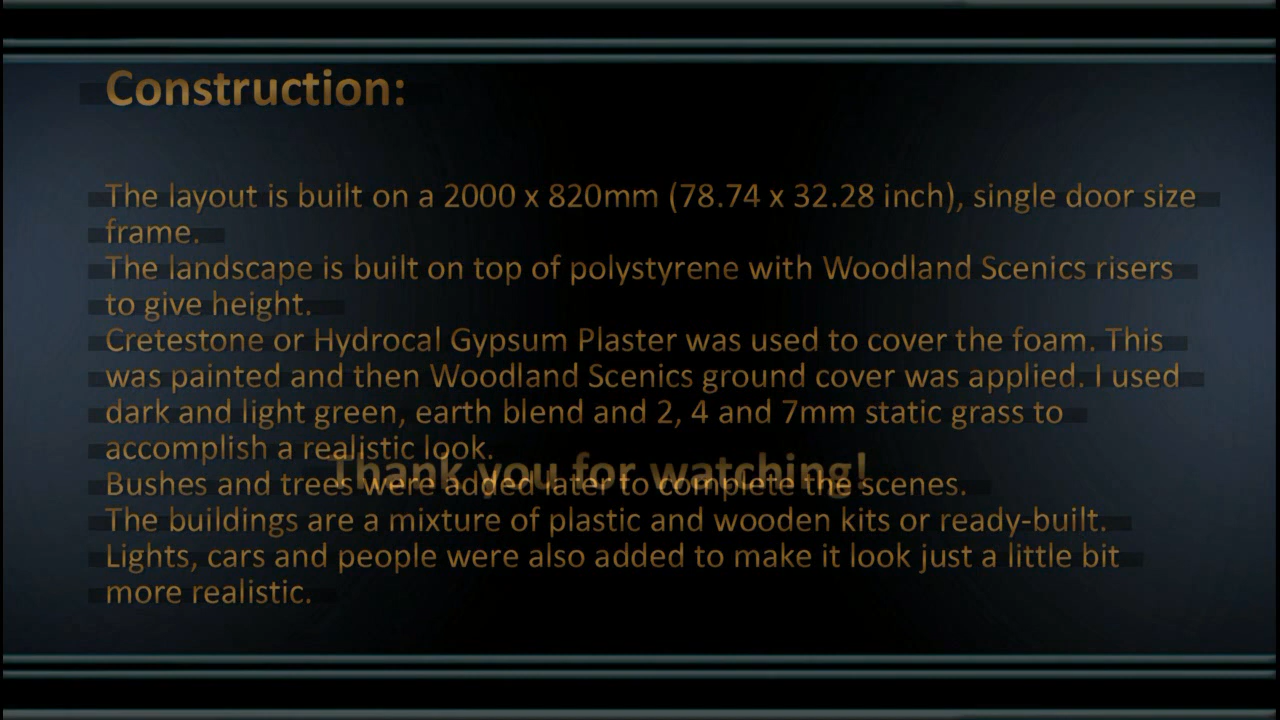 Construction:
The layout is built on a 2000 x 820mm (78.74 x 32.28 inch), single door size
frame.
The landscape is built on top of polystyrene with Woodland Scenics risers
to give height.
Cretestone or Hydrocal Gypsum Plaster was used to cover the foam. This
was painted and then Woodland Scenics ground cover was applied. I used
dark and light green, earth blend and 2, 4 and 7mm static grass to
accomplish a realistic look.
Thank you for watching!
Bushes and trees were added later to complete the scenes.
The buildings are a mixture of plastic and wooden kits or ready-built.
Lights, cars and people were also added to make it look just a little bit
more realistic.